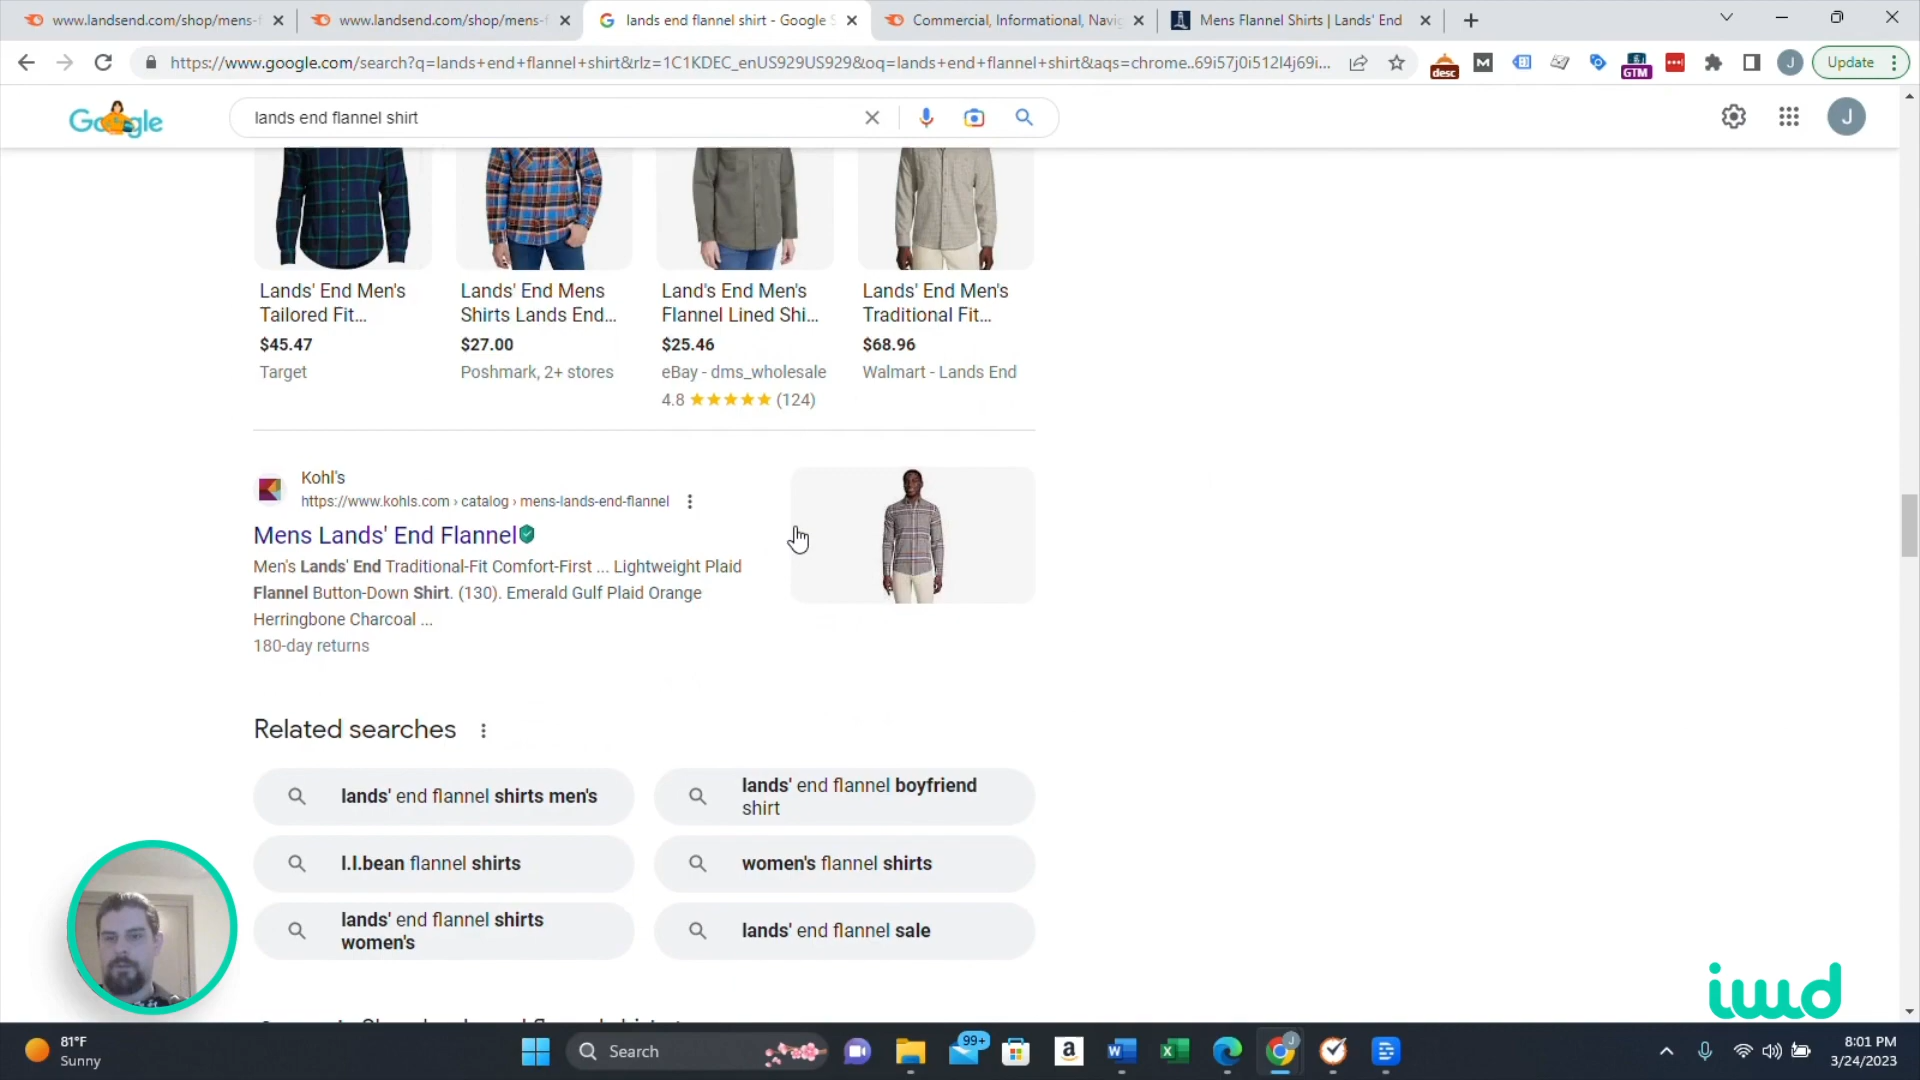 www.landsend.com/shop/mens-f
www.landsend.com/shop/mens-f
lands end flannel shirt - Google S
Commercial, Informational, Navig
Mens Flannel Shirts | Lands' End
https://www.google.com/search?q=lands+end+flannel+shirt&rlz=1C1KDEC_enUS929US929&oq=lands+end+flannel+shirt&aqs=chrome..69i57j0i512l4j69i...
desc
M
GTM
J
Update
Google
lands end flannel shirt
J
Lands' End Men's
Tailored Fit...
$45.47
Target
Lands' End Mens
Shirts Lands End...
$27.00
Poshmark, 2+ stores
Land's End Men's
Flannel Lined Shi...
$25.46
eBay - dms_wholesale
4.8 ★★★★★ (124)
Lands' End Men's
Traditional Fit...
$68.96
Walmart - Lands End
Kohl's
https://www.kohls.com › catalog › mens-lands-end-flannel
Mens Lands' End Flannel
Men's Lands' End Traditional-Fit Comfort-First ... Lightweight Plaid
Flannel Button-Down Shirt. (130). Emerald Gulf Plaid Orange
Herringbone Charcoal ...
180-day returns
Related searches
lands' end flannel shirts men's
lands' end flannel boyfriend
shirt
l.l.bean flannel shirts
women's flannel shirts
lands' end flannel shirts
women's
lands' end flannel sale
iwd
81°F
Sunny
Search
99+
a
J
8:01 PM
3/24/2023